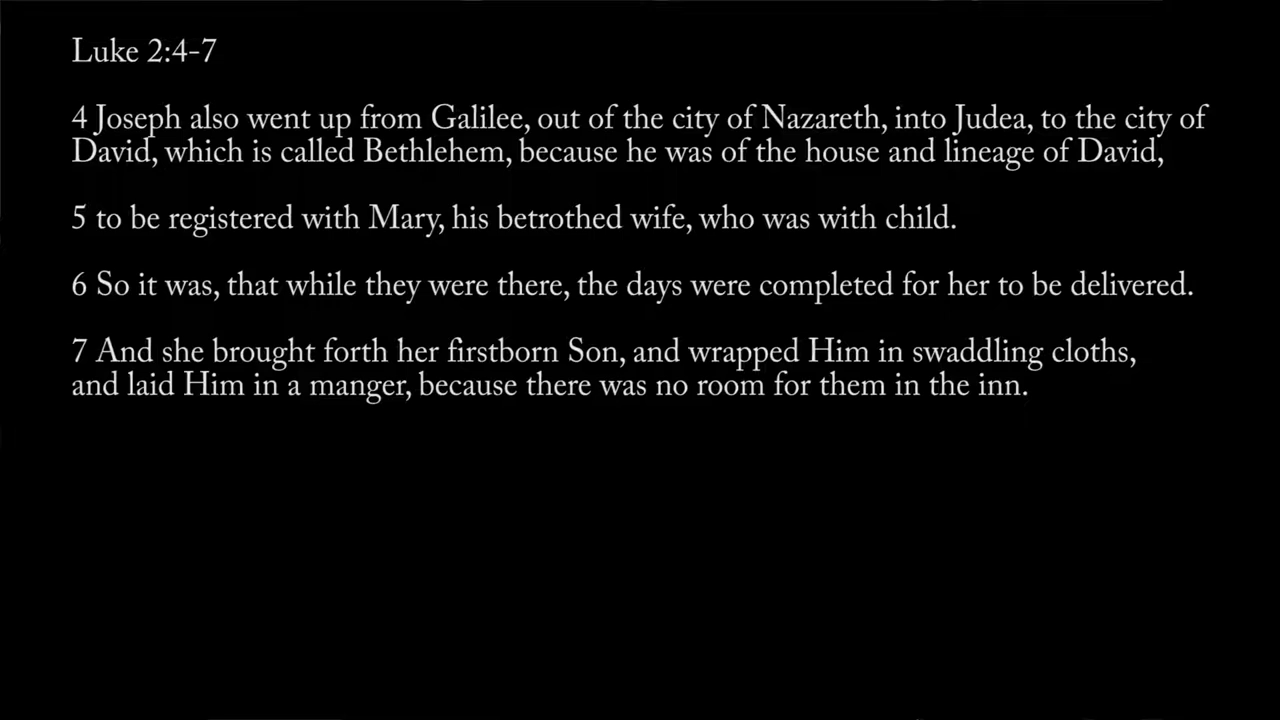 Luke 2:4-7
4 Joseph also went up from Galilee, out of the city of Nazareth, into Judea, to the city of
David, which is called Bethlehem, because he was of the house and lineage of David,
5 to be registered with Mary, his betrothed wife, who was with child.
6 So it was, that while they were there, the days were completed for her to be delivered.
7 And she brought forth her firstborn Son, and wrapped Him in swaddling cloths,
and laid Him in a manger, because there was no room for them in the inn.